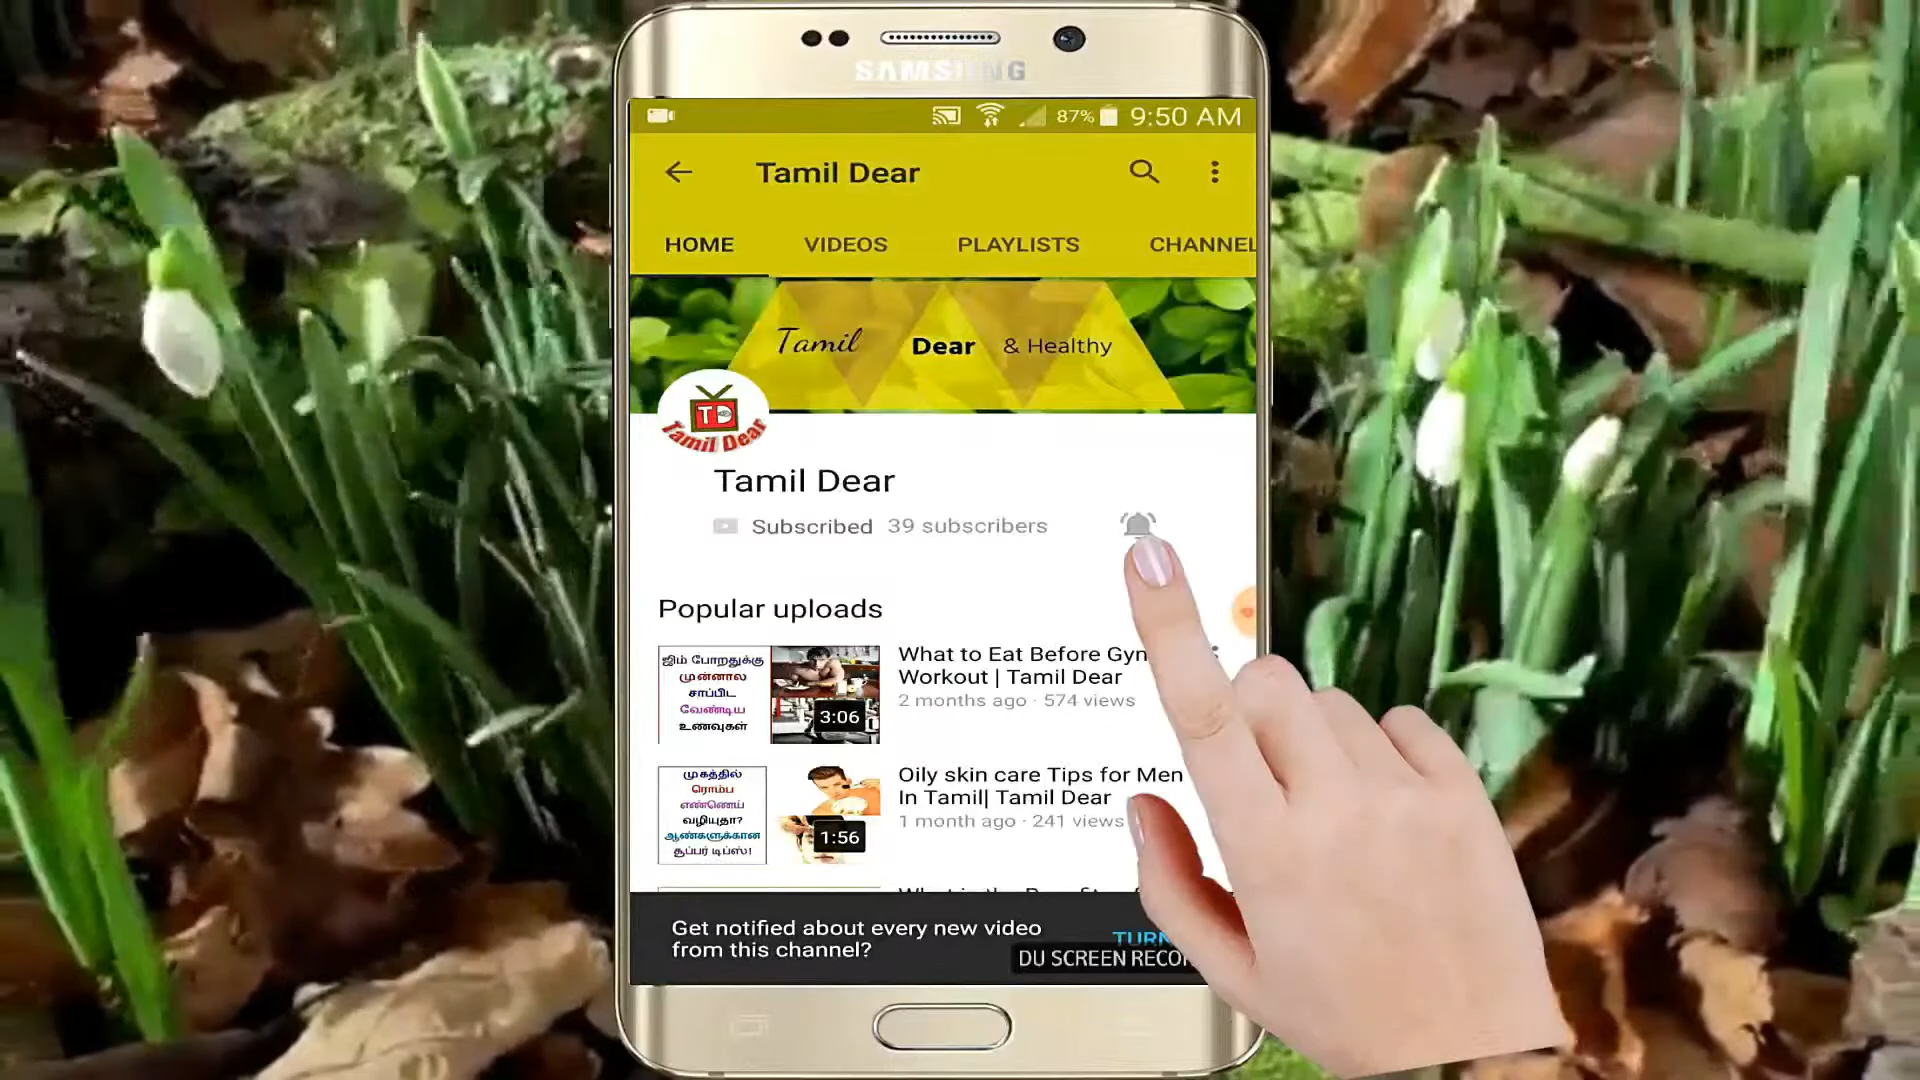 SAMSUNG
87% 9:50 AM
Tamil Dear
HOME VIDEOS PLAYLISTS CHANNEL
Tamil Dear & Healthy
TD
Tamil Dear
Tamil Dear
Subscribed 39 subscribers
Popular uploads
ஜிம் போறதுக்கு
முன்னால
சாப்பிட
வேண்டிய
உணவுகள்
3:06
What to Eat Before Gy
Workout | Tamil Dear
2 months ago · 574 views
முகத்தில்
ரொம்ப
எண்ணெய்
வழியுதா?
ஆண்களுக்கான
சூப்பர் டிப்ஸ்!
1:56
Oily skin care Tips for Men
In Tamil| Tamil Dear
1 month ago · 241 views
Get notified about every new video
from this channel?
TURN
DU SCREEN RECOR